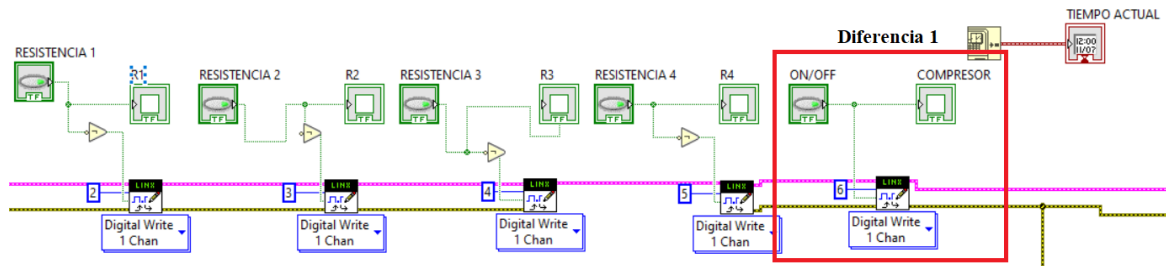 TIEMPO ACTUAL
12:00
11/07
Diferencia 1
RESISTENCIA 1
R1
RESISTENCIA 2
R2
RESISTENCIA 3
R3
RESISTENCIA 4
R4
ON/OFF
COMPRESOR
TF
TF
TF
TF
TF
TF
TF
TF
TF
TF
2
LINX
3
LINX
4
LINX
5
LINX
6
LINX
Digital Write
1 Chan
Digital Write
1 Chan
Digital Write
1 Chan
Digital Write
1 Chan
Digital Write
1 Chan